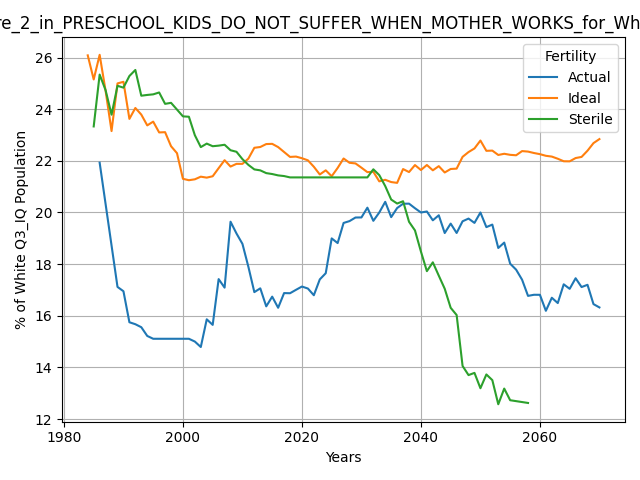 re_2_in_PRESCHOOL_KIDS_DO_NOT_SUFFER_WHEN_MOTHER_WORKS_for_Wh
Fertility
Actual
Ideal
Sterile
% of White Q3_IQ Population
26
24
22
20
18
16
14
12
1980
2000
2020
2040
2060
Years